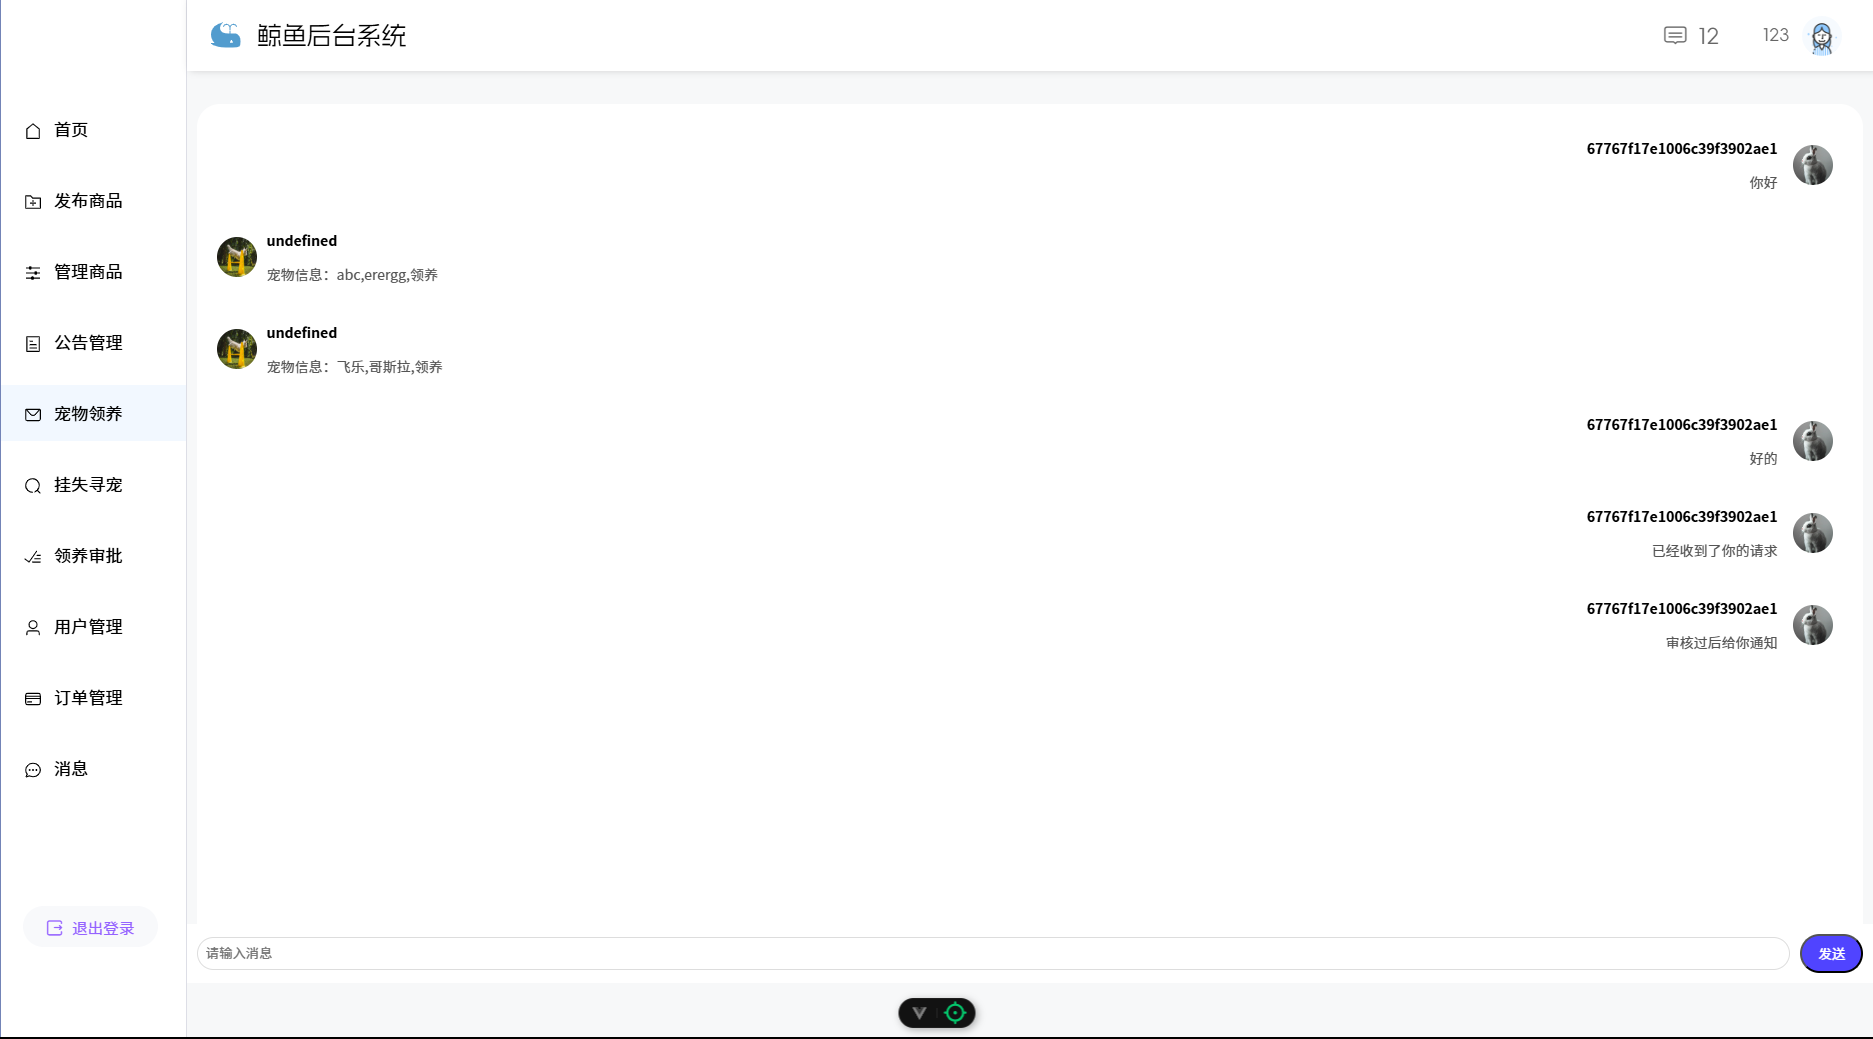 鲸鱼后台系统
12
123
首页
发布商品
管理商品
公告管理
宠物领养
挂失寻宠
领养审批
用户管理
订单管理
消息
退出登录
67767f17e1006c39f3902ae1
你好
undefined
宠物信息：abc,erergg,领养
undefined
宠物信息：飞乐,哥斯拉,领养
67767f17e1006c39f3902ae1
好的
67767f17e1006c39f3902ae1
已经收到了你的请求
67767f17e1006c39f3902ae1
审核过后给你通知
请输入消息
发送